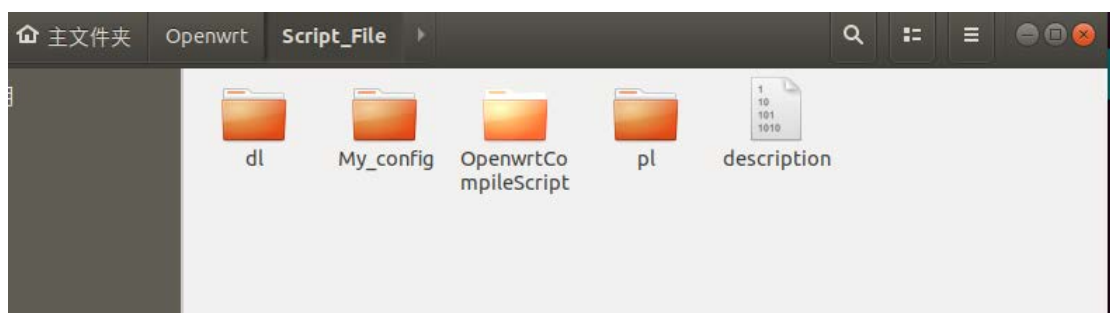 主文件夹 Openwrt Script_File
1
10
101
1010
dl My_config OpenwrtCo pl description
mpileScript